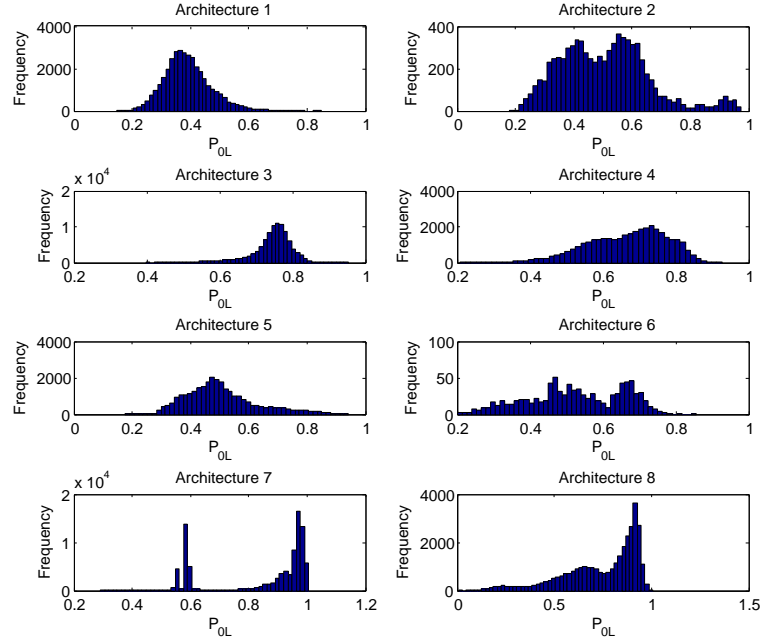 Architecture 1
Frequency
4000
2000
0
0 0.2 0.4 0.6 0.8 1
P0L
Architecture 2
Frequency
400
200
0
0 0.2 0.4 0.6 0.8 1
P0L
Architecture 3
x 10^4
Frequency
2
1
0
0.2 0.4 0.6 0.8 1
P0L
Architecture 4
Frequency
4000
2000
0
0.2 0.4 0.6 0.8 1
P0L
Architecture 5
Frequency
4000
2000
0
0 0.2 0.4 0.6 0.8 1
P0L
Architecture 6
Frequency
100
50
0
0.2 0.4 0.6 0.8 1
P0L
Architecture 7
x 10^4
Frequency
2
1
0
0.2 0.4 0.6 0.8 1 1.2
P0L
Architecture 8
Frequency
4000
2000
0
0 0.5 1 1.5
P0L